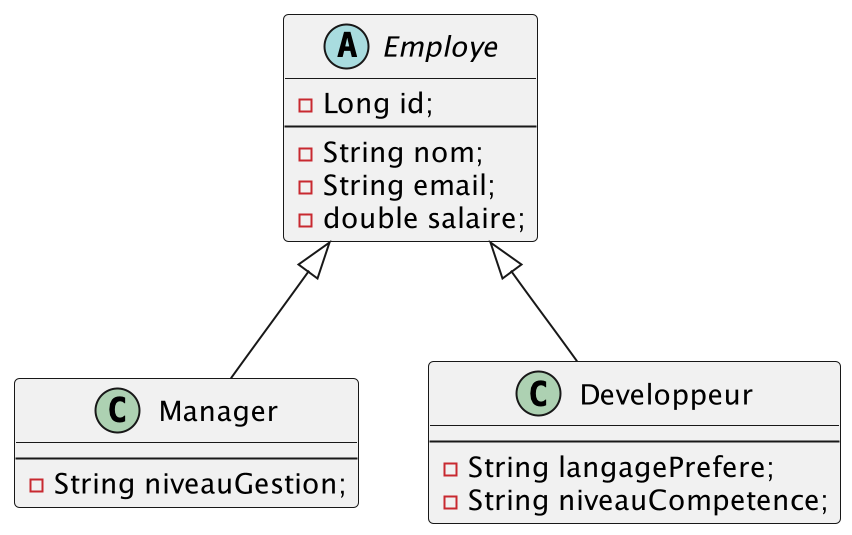 A Employe
Long id;
String nom;
String email;
double salaire;
C Manager
String niveauGestion;
C Developpeur
String langagePrefere;
String niveauCompetence;